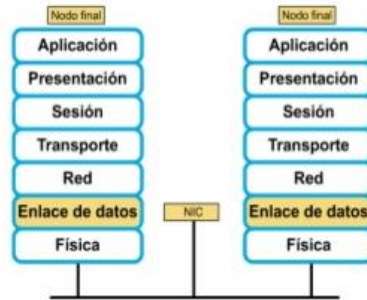 Nodo final
Aplicación
Presentación
Sesión
Transporte
Red
Enlace de datos
Física
NIC
Nodo final
Aplicación
Presentación
Sesión
Transporte
Red
Enlace de datos
Física